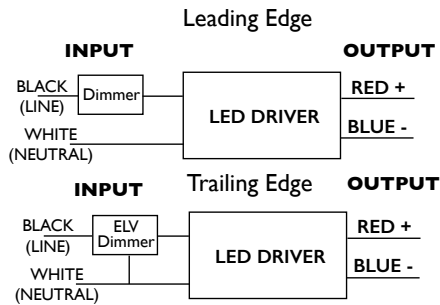 Leading Edge
INPUT
OUTPUT
BLACK
(LINE)
Dimmer
LED DRIVER
RED +
WHITE
(NEUTRAL)
BLUE -
INPUT
Trailing Edge
OUTPUT
BLACK
(LINE)
ELV
Dimmer
LED DRIVER
RED +
WHITE
(NEUTRAL)
BLUE -